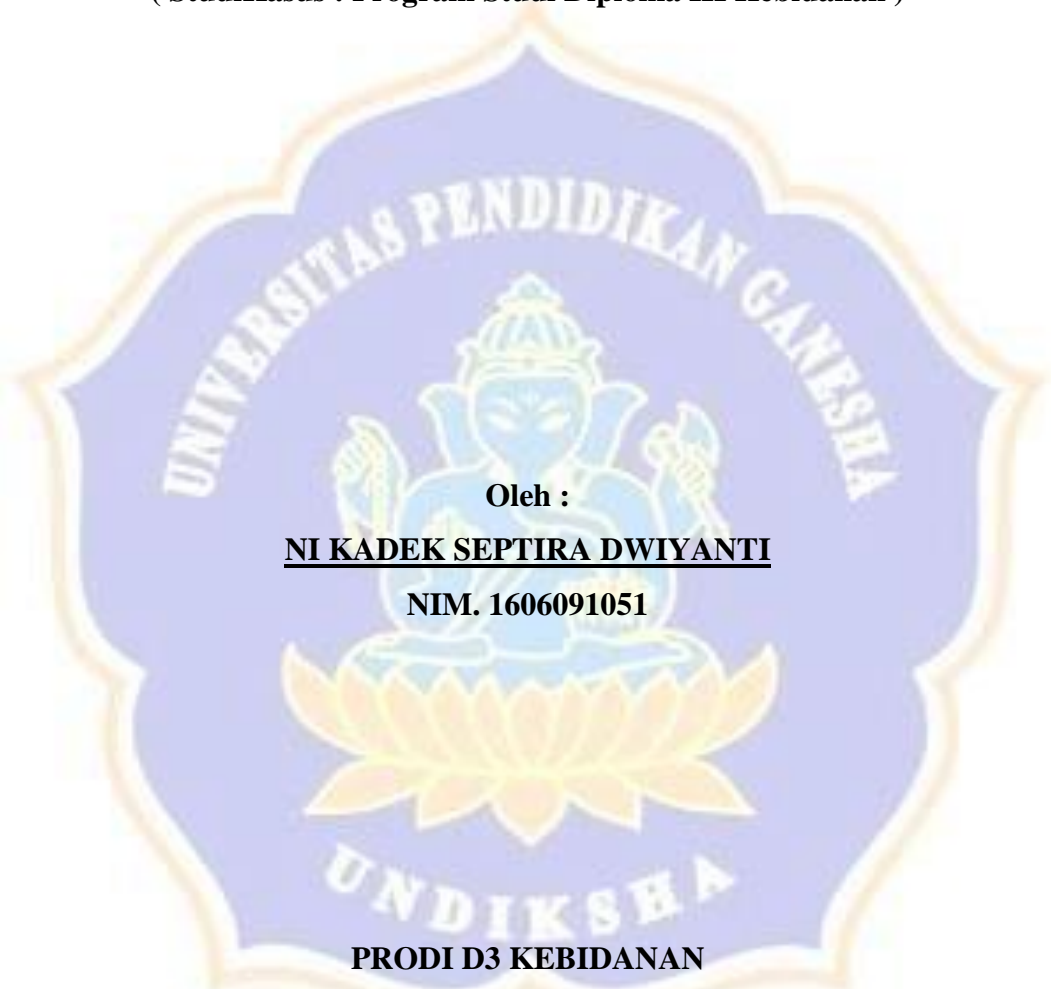 ( StudiKasus : Program Studi Diploma III Kebidanan )
UNIVERSITAS PENDIDIKAN GANESHA
Oleh :
NI KADEK SEPTIRA DWIYANTI
NIM. 1606091051
UNDIKSHA
PRODI D3 KEBIDANAN